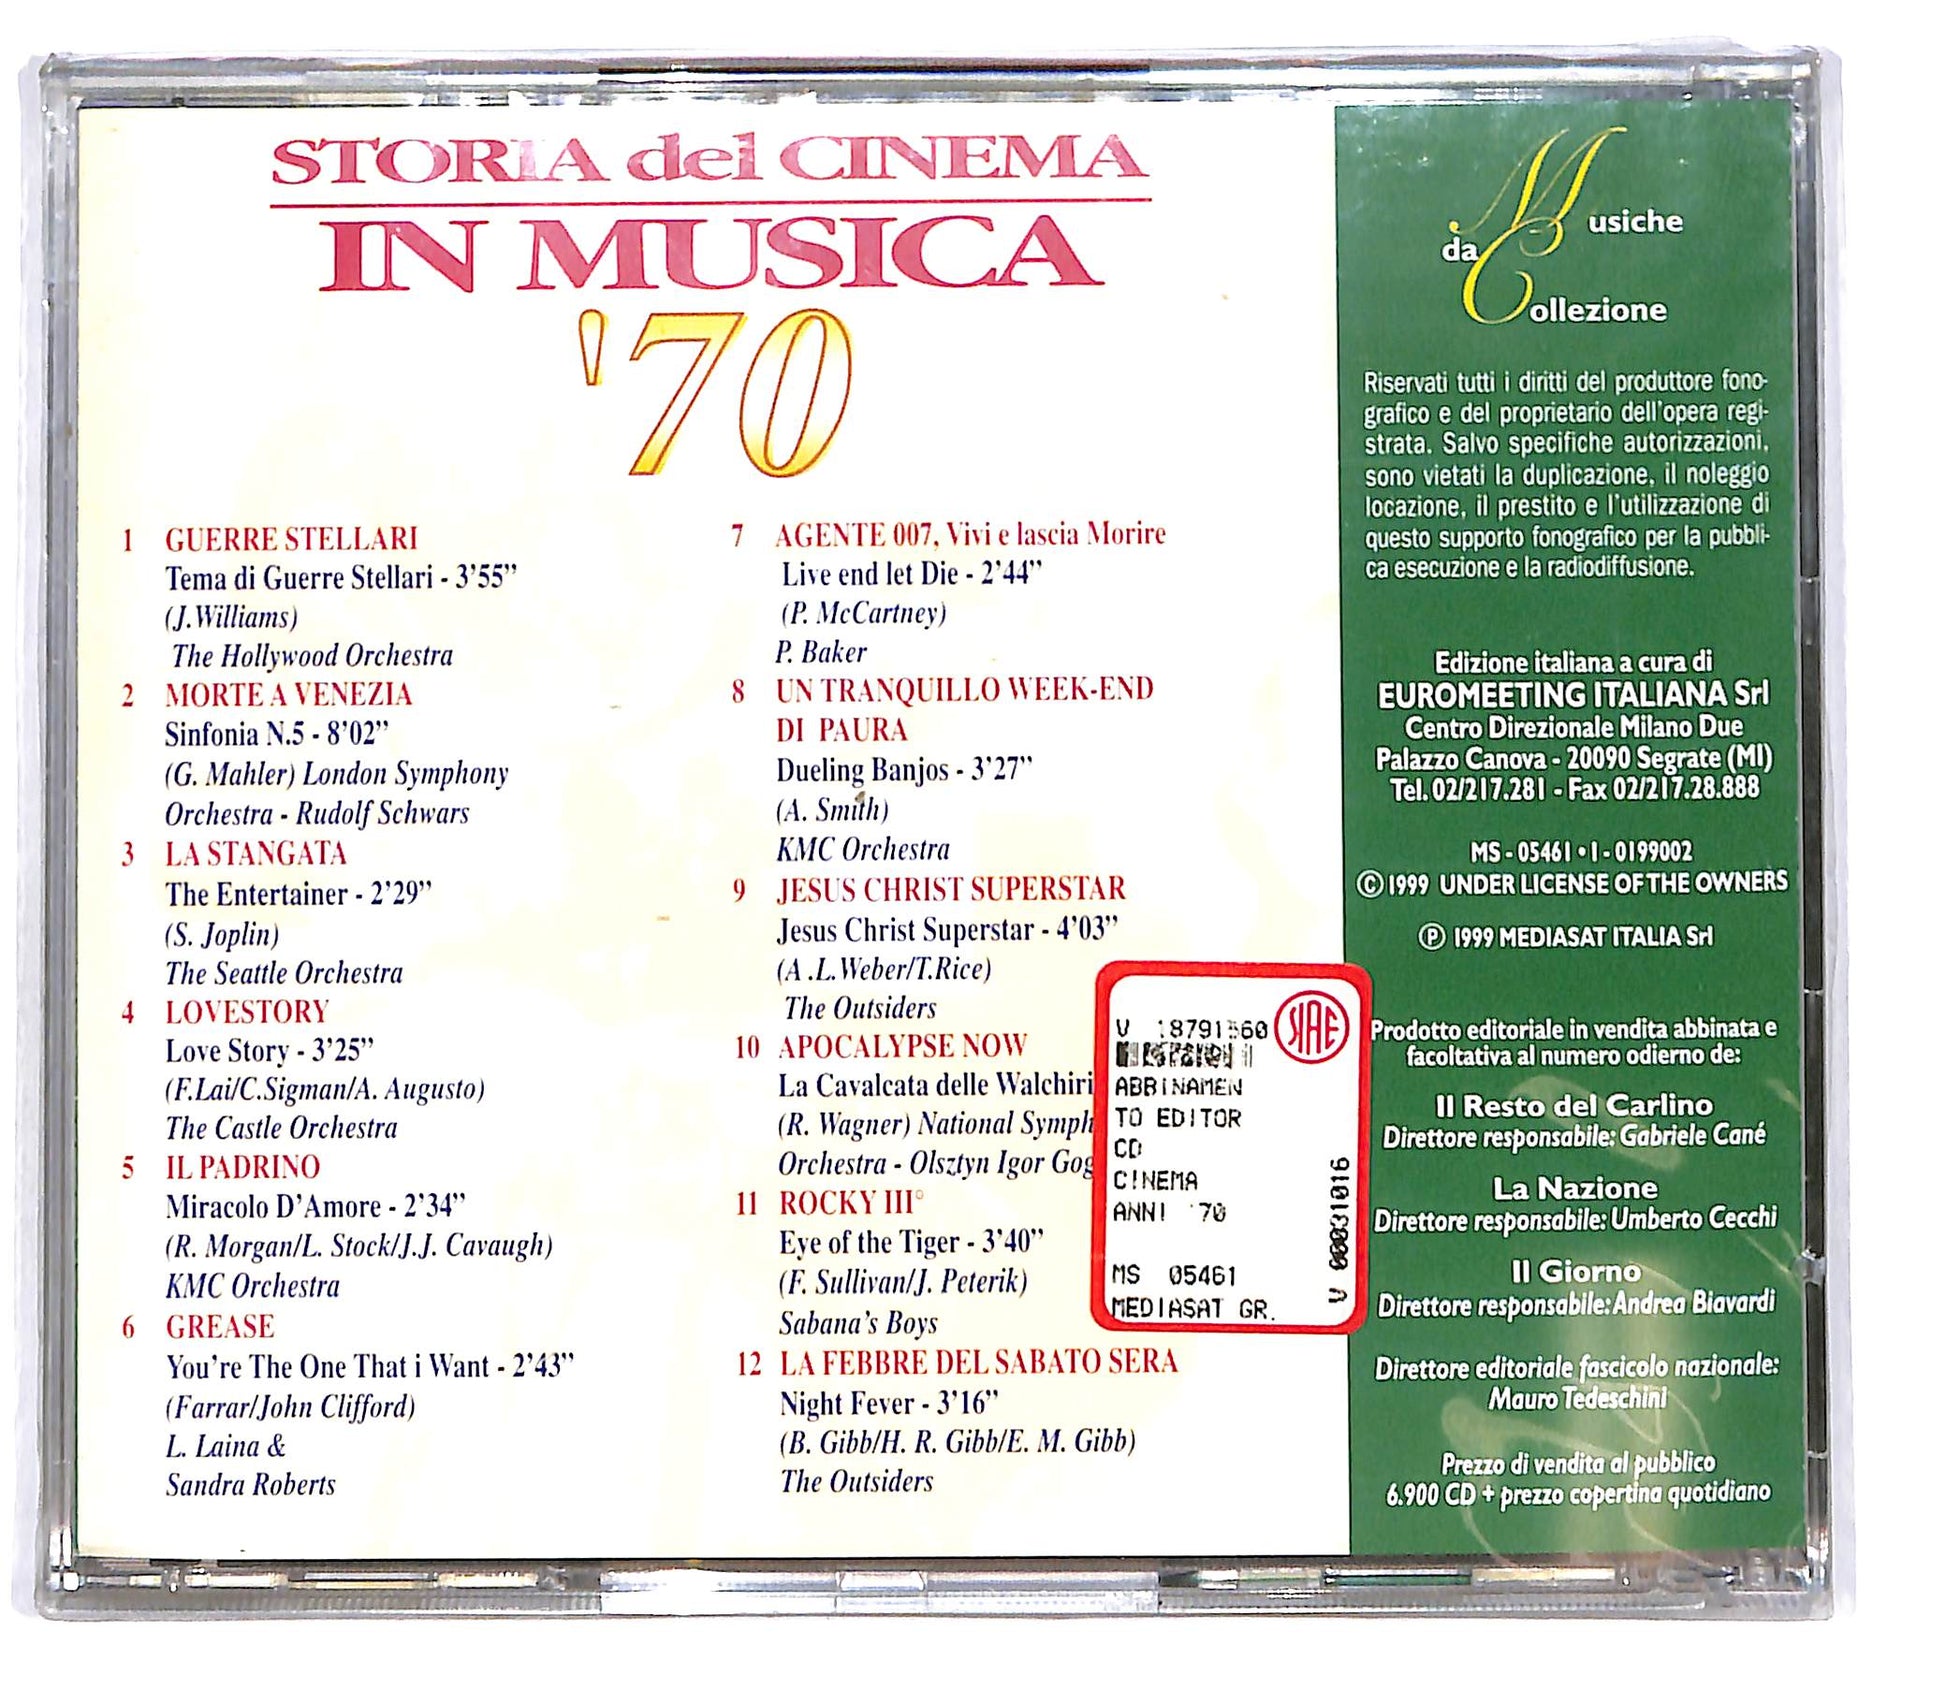 STORIA del CINEMA
IN MUSICA
'70
1 GUERRE STELLARI
Tema di Guerre Stellari - 3'55”
(J.Williams)
The Hollywood Orchestra
2 MORTE A VENEZIA
Sinfonia N.5 - 8'02”
(G. Mahler) London Symphony
Orchestra - Rudolf Schwars
3 LA STANGATA
The Entertainer - 2'29”
(S. Joplin)
The Seattle Orchestra
4 LOVESTORY
Love Story - 3'25”
(F.Lai/C.Sigman/A. Augusto)
The Castle Orchestra
5 IL PADRINO
Miracolo D'Amore - 2'34”
(R. Morgan/L. Stock/J.J. Cavaugh)
KMC Orchestra
6 GREASE
You're The One That i Want - 2'43”
(Farrar/John Clifford)
L. Laina &
Sandra Roberts
7 AGENTE 007, Vivi e lascia Morire
Live end let Die - 2'44”
(P. McCartney)
P. Baker
8 UN TRANQUILLO WEEK-END
DI PAURA
Dueling Banjos - 3'27”
(A. Smith)
KMC Orchestra
9 JESUS CHRIST SUPERSTAR
Jesus Christ Superstar - 4'03”
(A .L.Weber/T.Rice)
The Outsiders
10 APOCALYPSE NOW
La Cavalcata delle Walchiri
(R. Wagner) National Symph
Orchestra - Olsztyn Igor Gog
11 ROCKY III°
Eye of the Tiger - 3'40”
(F. Sullivan/J. Peterik)
Sabana's Boys
12 LA FEBBRE DEL SABATO SERA
Night Fever - 3'16”
(B. Gibb/H. R. Gibb/E. M. Gibb)
The Outsiders
SIAE
V
ABBINAMEN
TO EDITOR
CD
CINEMA
ANNI '70
MS 05461
MEDIASAT GR.
V 00031016
Musiche
da
Collezione
Riservati tutti i diritti del produttore fono-
grafico e del proprietario dell'opera regi-
strata. Salvo specifiche autorizzazioni,
sono vietati la duplicazione, il noleggio
locazione, il prestito e l'utilizzazione di
questo supporto fonografico per la pubbli-
ca esecuzione e la radiodiffusione.
Edizione italiana a cura di
EUROMEETING ITALIANA Srl
Centro Direzionale Milano Due
Palazzo Canova - 20090 Segrate (MI)
Tel. 02/217.281 - Fax 02/217.28.888
MS - 05461 • I - 0199002
© 1999 UNDER LICENSE OF THE OWNERS
℗ 1999 MEDIASAT ITALIA Srl
Prodotto editoriale in vendita abbinata e
facoltativa al numero odierno de:
Il Resto del Carlino
Direttore responsabile: Gabriele Cané
La Nazione
Direttore responsabile: Umberto Cecchi
Il Giorno
Direttore responsabile: Andrea Biavardi
Direttore editoriale fascicolo nazionale:
Mauro Tedeschini
Prezzo di vendita al pubblico
6.900 CD + prezzo copertina quotidiano